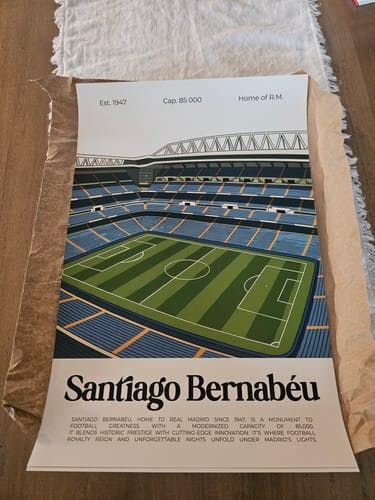 Est. 1947 Cap: 85 000 Home of R.M.
Santiago Bernabéu
SANTIAGO BERNABÉU, HOME TO REAL MADRID SINCE 1947, IS A MONUMENT TO
FOOTBALL GREATNESS. WITH A MODERNIZED CAPACITY OF 85,000,
IT BLENDS HISTORIC PRESTIGE WITH CUTTING-EDGE INNOVATION. IT'S WHERE FOOTBALL
ROYALTY REIGN AND UNFORGETTABLE NIGHTS UNFOLD UNDER MADRID'S LIGHTS.